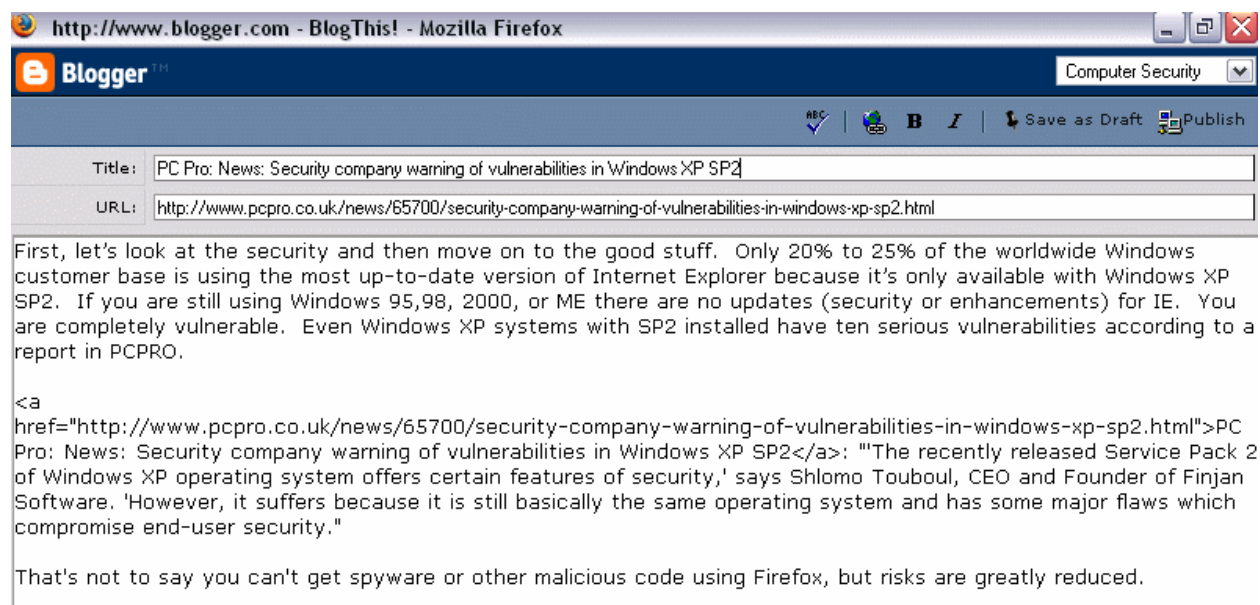 http://www.blogger.com - BlogThis! - Mozilla Firefox
Blogger™
Computer Security
ABC | B I | Save as Draft Publish
Title: PC Pro: News: Security company warning of vulnerabilities in Windows XP SP2
URL: http://www.pcpro.co.uk/news/65700/security-company-warning-of-vulnerabilities-in-windows-xp-sp2.html
First, let's look at the security and then move on to the good stuff.  Only 20% to 25% of the worldwide Windows
customer base is using the most up-to-date version of Internet Explorer because it's only available with Windows XP
SP2.  If you are still using Windows 95,98, 2000, or ME there are no updates (security or enhancements) for IE.  You
are completely vulnerable.  Even Windows XP systems with SP2 installed have ten serious vulnerabilities according to a
report in PCPRO.
<a
href="http://www.pcpro.co.uk/news/65700/security-company-warning-of-vulnerabilities-in-windows-xp-sp2.html">PC
Pro: News: Security company warning of vulnerabilities in Windows XP SP2</a>: "'The recently released Service Pack 2
of Windows XP operating system offers certain features of security,' says Shlomo Touboul, CEO and Founder of Finjan
Software. 'However, it suffers because it is still basically the same operating system and has some major flaws which
compromise end-user security."
That's not to say you can't get spyware or other malicious code using Firefox, but risks are greatly reduced.